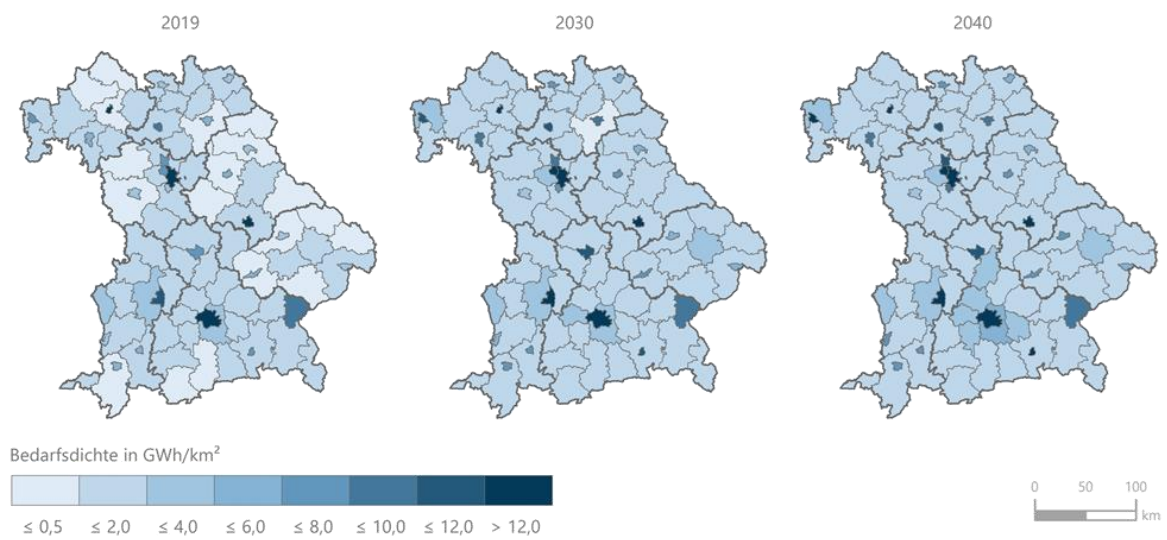 2019 2030 2040
Bedarfsdichte in GWh/km²
≤ 0,5 ≤ 2,0 ≤ 4,0 ≤ 6,0 ≤ 8,0 ≤ 10,0 ≤ 12,0 > 12,0
0 50 100
km